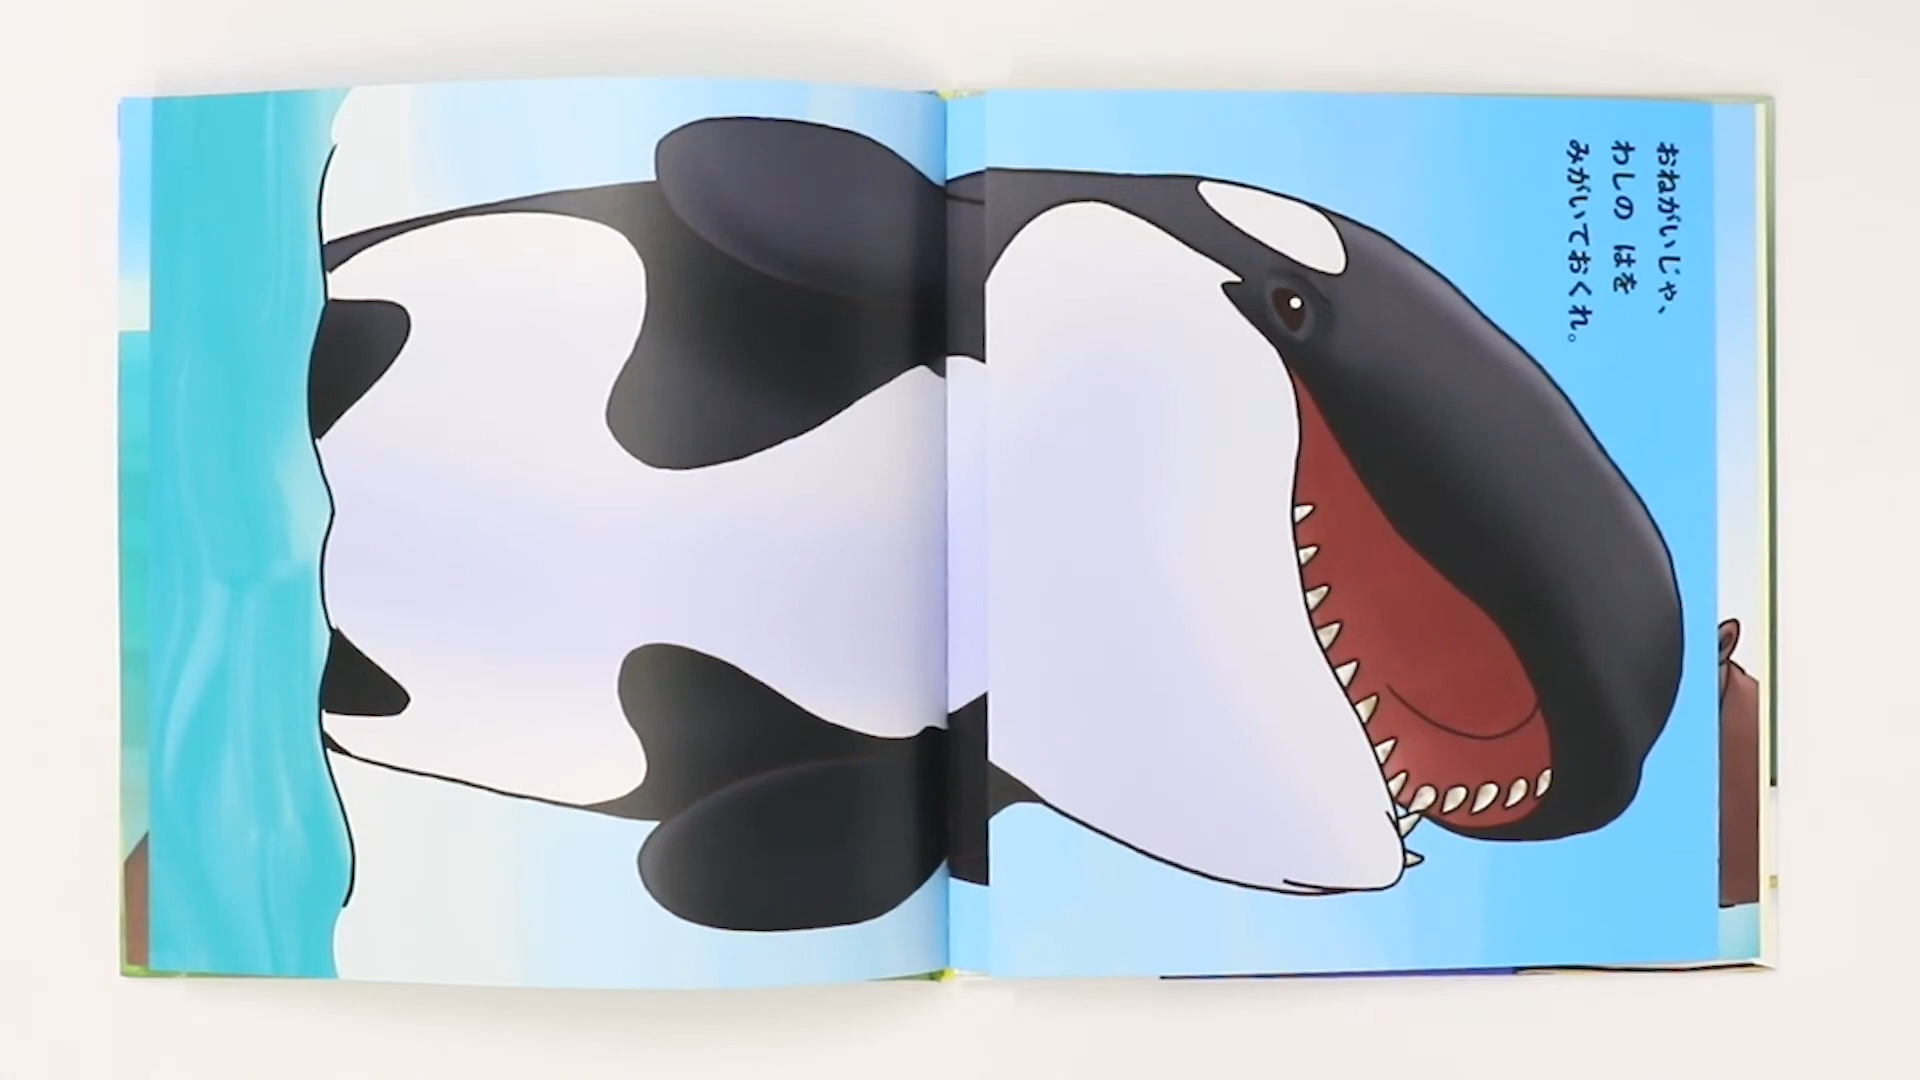 おねがいじゃ、
わしの はを
みがいておくれ。